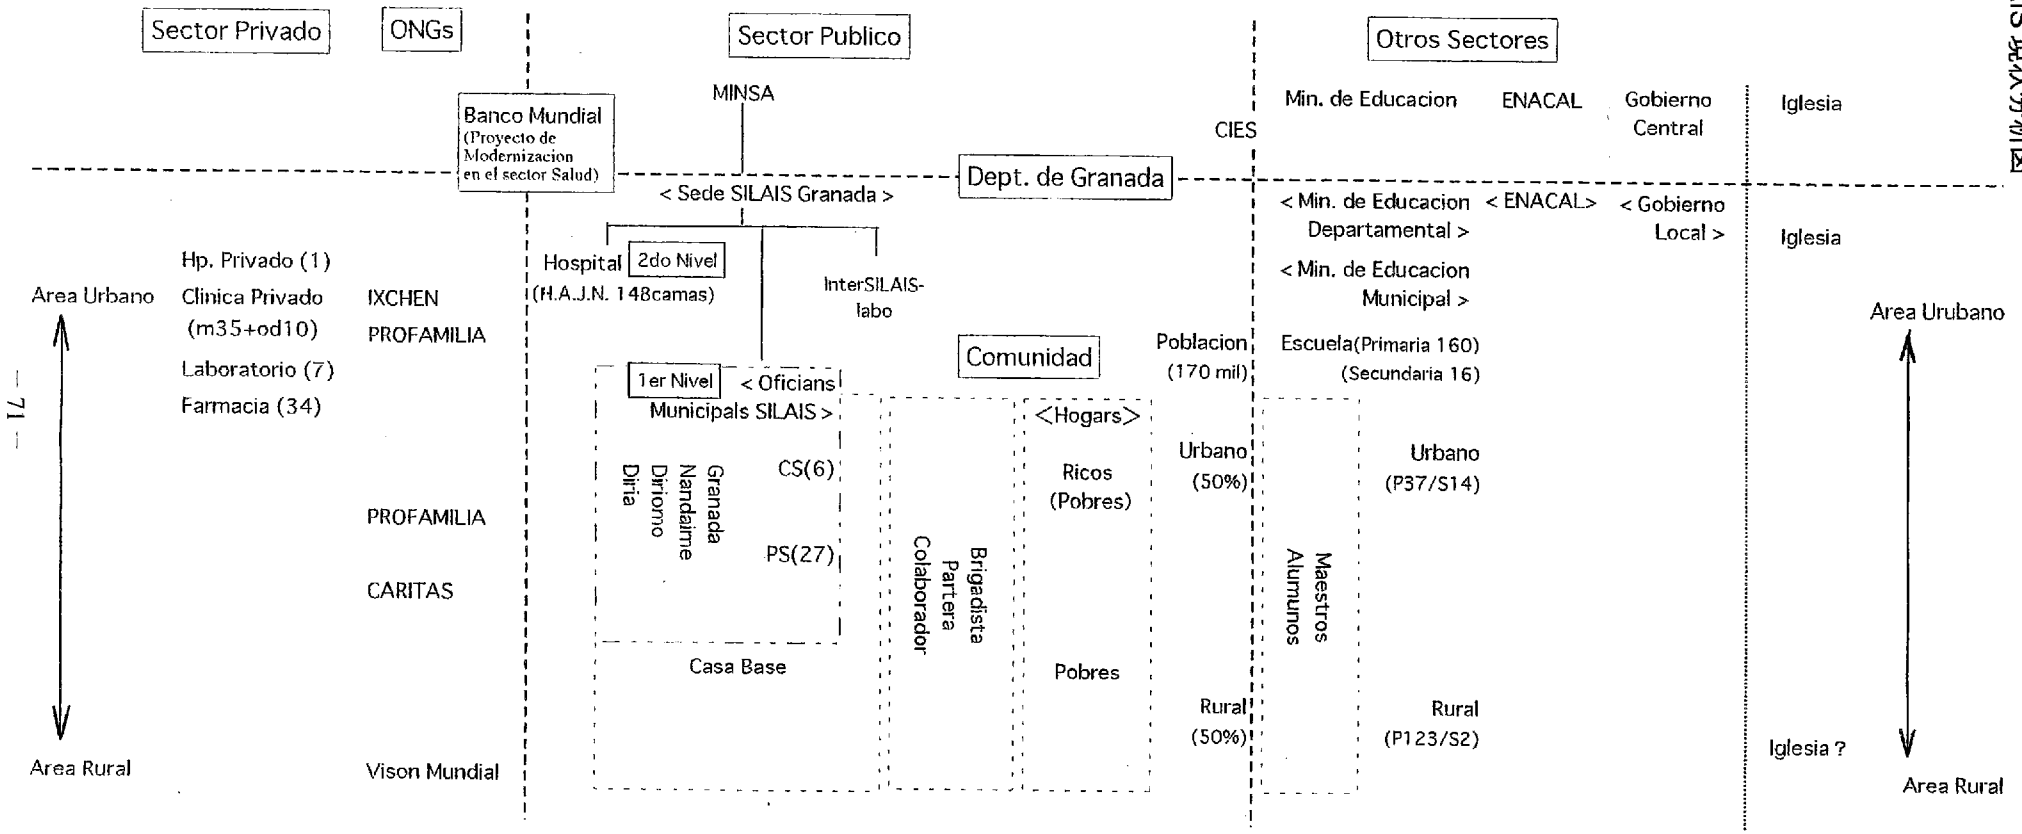 Sector Privado
ONGs
Sector Publico
Otros Sectores
MINSA
Banco Mundial
(Proyecto de
Modernizacion
en el sector Salud)
CIES
Min. de Educacion
ENACAL
Gobierno
Central
Iglesia
Dept. de Granada
< Sede SILAIS Granada >
< Min. de Educacion
Departamental >
< ENACAL>
< Gobierno
Local >
Iglesia
< Min. de Educacion
Municipal >
Hp. Privado (1)
Area Urbano
Clinica Privado
(m35+od10)
Laboratorio (7)
Farmacia (34)
IXCHEN
PROFAMILIA
Hospital
2do Nivel
(H.A.J.N. 148camas)
InterSILAIS-
labo
Comunidad
Poblacion
(170 mil)
Escuela(Primaria 160)
(Secundaria 16)
Area Urubano
1er Nivel
< Oficians
Municipals SILAIS >
<Hogars>
CS(6)
Granada
Nandaime
Diriomo
Diria
PS(27)
Ricos
(Pobres)
Urbano
(50%)
Urbano
(P37/S14)
PROFAMILIA
CARITAS
Brigadista
Partera
Colaborador
Maestros
Alumunos
Casa Base
Pobres
Rural
(50%)
Rural
(P123/S2)
Iglesia ?
Area Rural
Vison Mundial
Area Rural
— 71 —